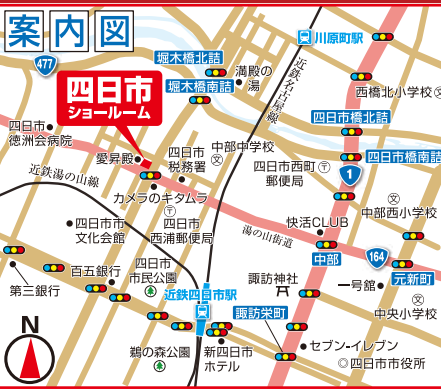 案内図
477
堀木橋北詰
堀木橋南詰
満殿の
湯
川原町駅
近鉄名古屋線
西橋北小学校
四日市
ショールーム
四日市橋北詰
四日市橋南詰
四日市
徳洲会病院
愛昇殿
四日市
税務署
中部中学校
四日市西町
郵便局
1
近鉄湯の山線
カメラのキタムラ
四日市
西浦郵便局
中部西小学校
四日市市
文化会館
湯の山街道
快活CLUB
中部
164
元新町
四日市
市民公園
百五銀行
第三銀行
近鉄四日市駅
諏訪神社
諏訪栄町
一号館
中央小学校
N
鵜の森公園
新四日市
ホテル
セブン-イレブン
四日市市役所